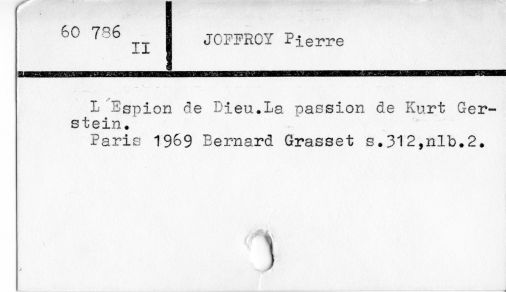 60 786
II
JOFFROY Pierre
L'Espion de Dieu.La passion de Kurt Ger-
stein.
Paris 1969 Bernard Grasset s.312,nlb.2.